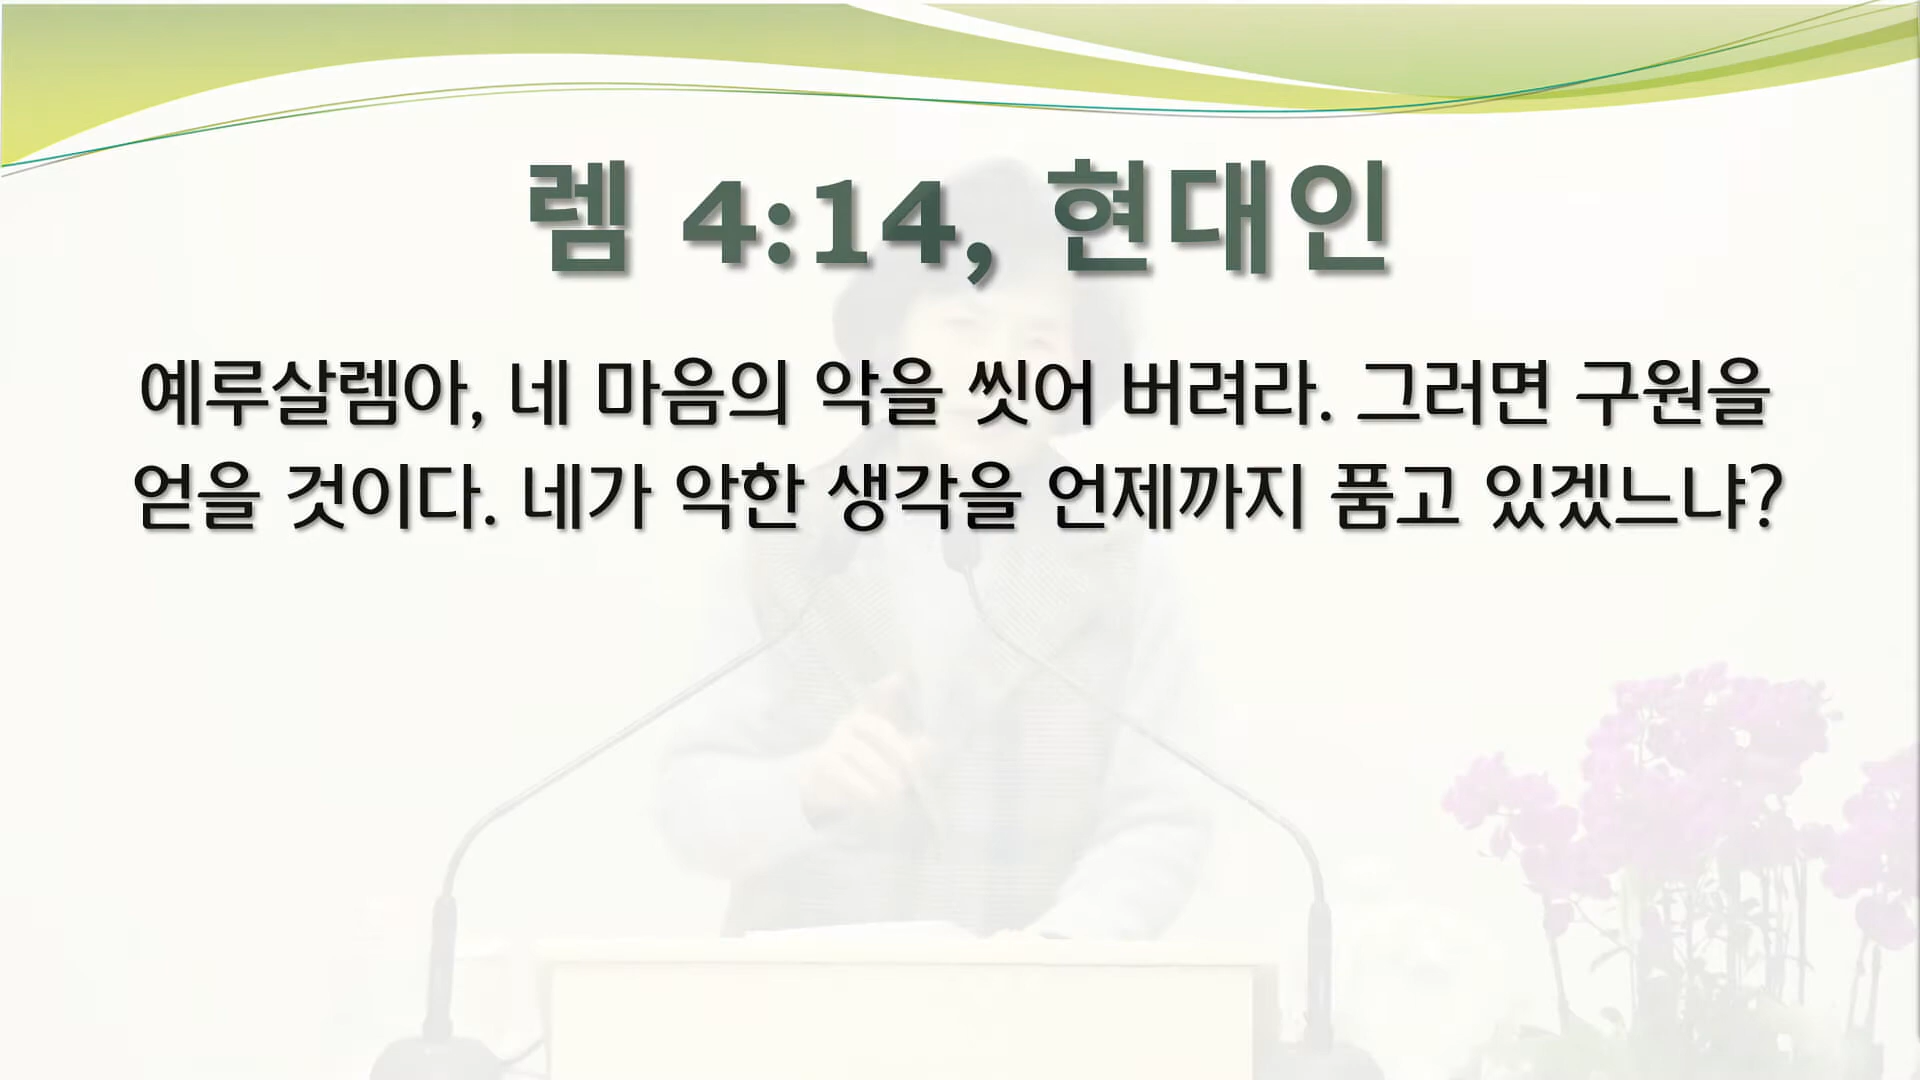 렘 4:14, 현대인
예루살렘아, 네 마음의 악을 씻어 버려라. 그러면 구원을
얻을 것이다. 네가 악한 생각을 언제까지 품고 있겠느냐?